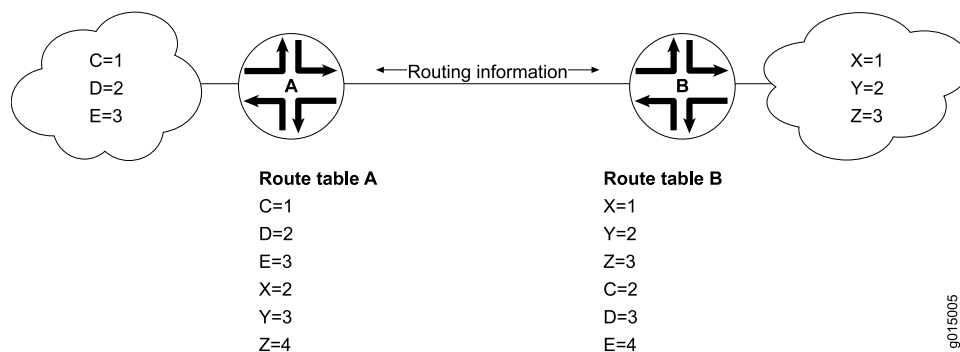 C=1
D=2
E=3
A
Routing information
B
X=1
Y=2
Z=3
Route table A
C=1
D=2
E=3
X=2
Y=3
Z=4
Route table B
X=1
Y=2
Z=3
C=2
D=3
E=4
g015005